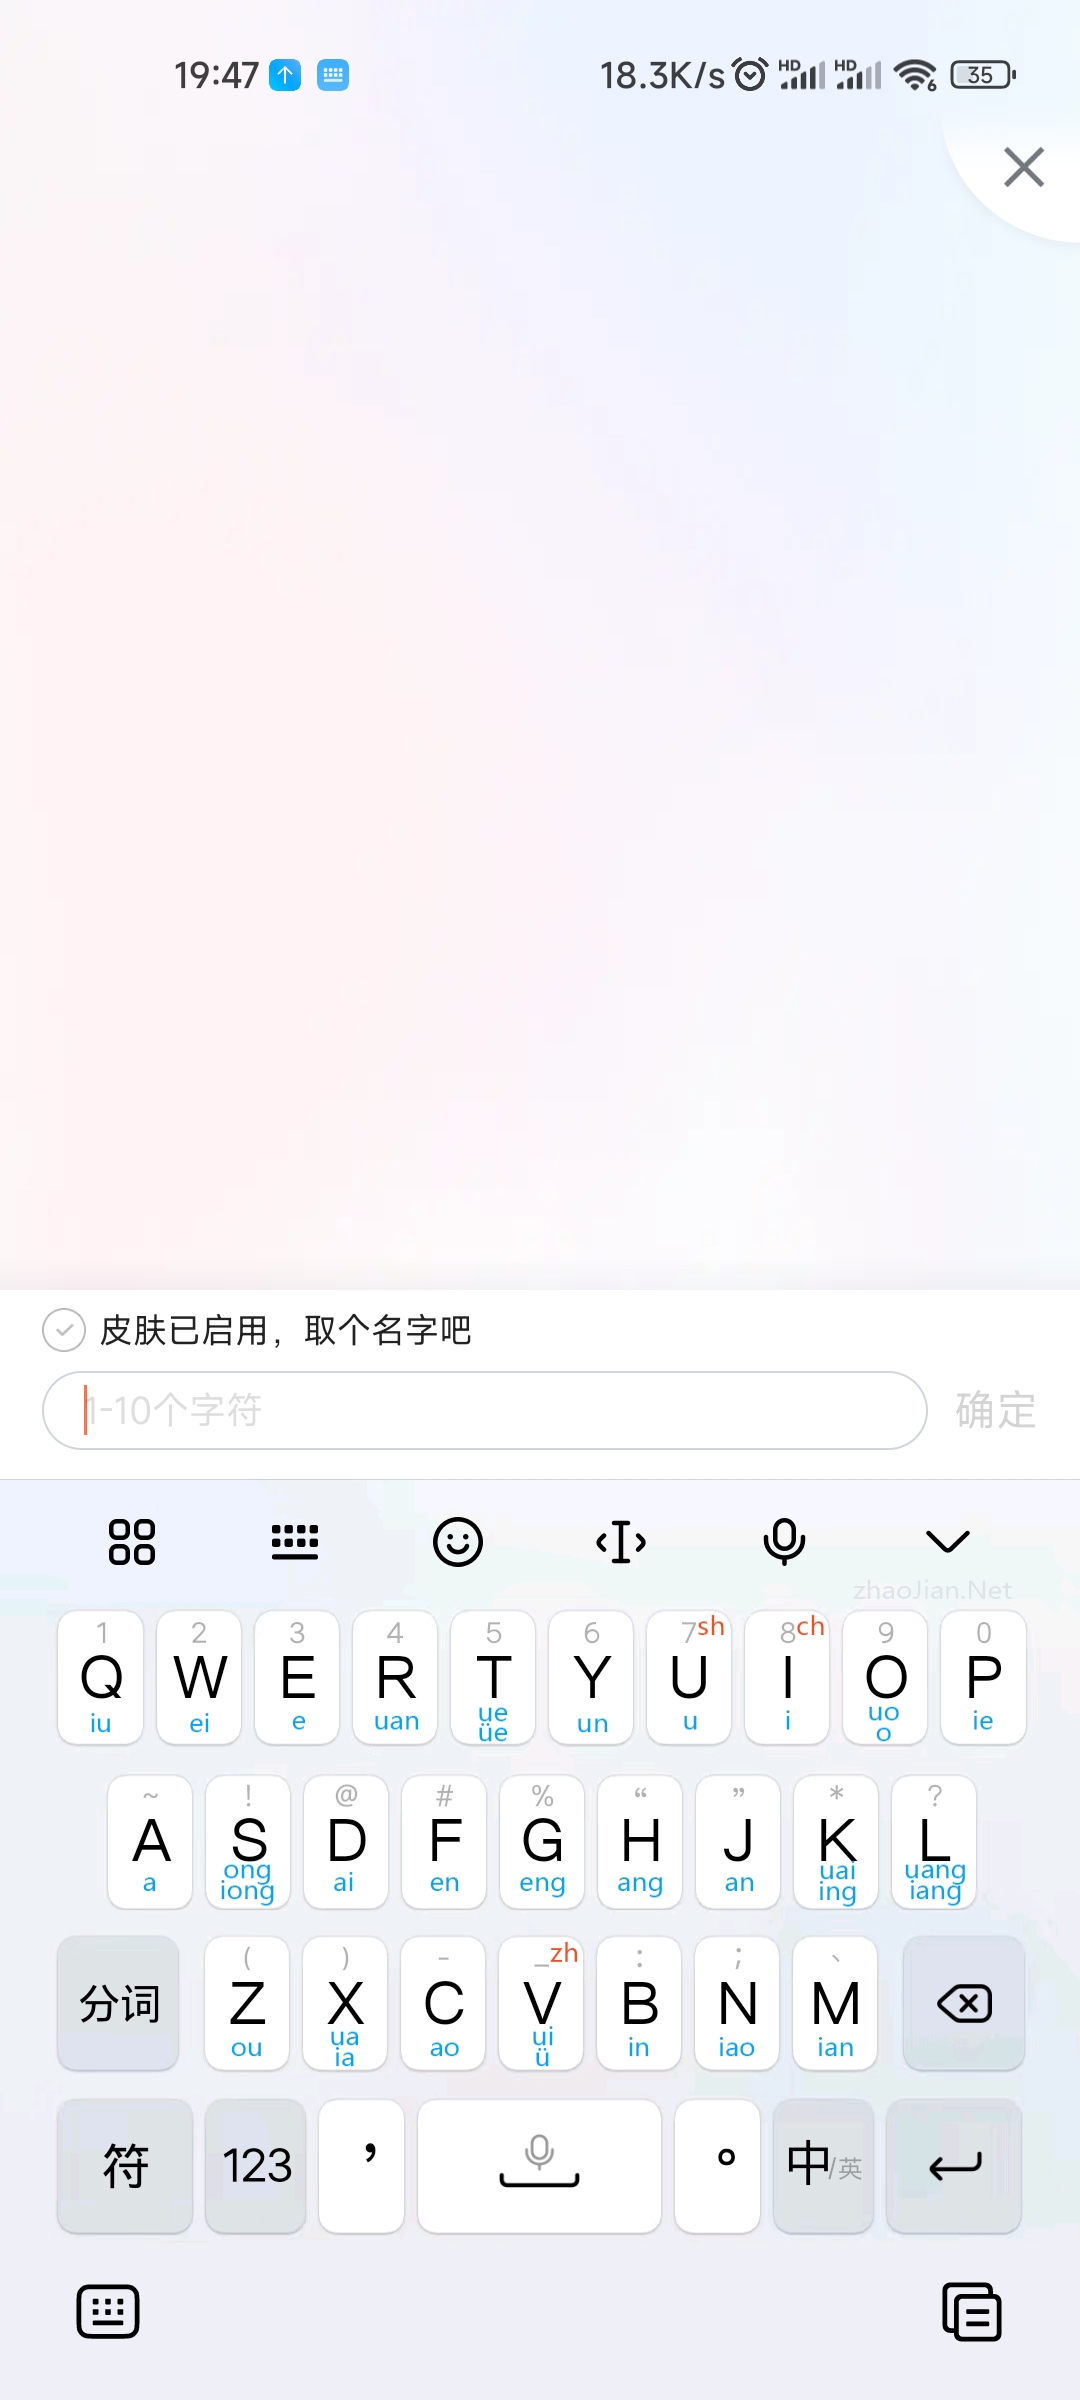 19:47 18.3K/s HD HD 6 35
皮肤已启用，取个名字吧
1-10个字符 确定
zhaoJian.Net
1 2 3 4 5 6 7sh 8ch 9 0
Q W E R T Y U I O P
iu ei e uan ue üe un u i uo o ie
~ ! @ # % “ ” * ?
A S D F G H J K L
a ong iong ai en eng ang an uai ing uang iang
( ) - _zh : ; 、
分词 Z X C V B N M
ou ua ia ao ui ü in iao ian
符 123 ， 。 中/英